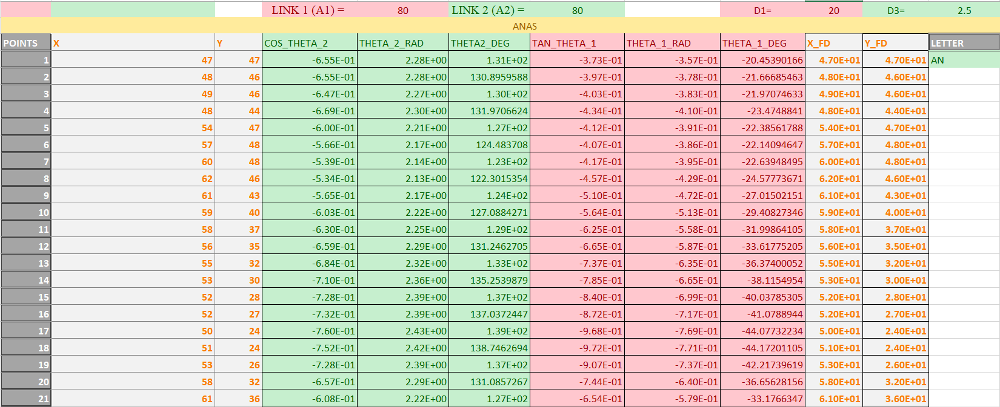 LINK 1 (A1) = 80 LINK 2 (A2) = 80 D1= 20 D3= 2.5
ANAS
POINTS X Y COS_THETA_2 THETA_2_RAD THETA2_DEG TAN_THETA_1 THETA_1_RAD THETA_1_DEG X_FD Y_FD LETTER
1 47 47 -6.55E-01 2.28E+00 1.31E+02 -3.73E-01 -3.57E-01 -20.45390166 4.70E+01 4.70E+01 AN
2 48 46 -6.55E-01 2.28E+00 130.8959588 -3.97E-01 -3.78E-01 -21.66685463 4.80E+01 4.60E+01
3 49 46 -6.47E-01 2.27E+00 1.30E+02 -4.03E-01 -3.83E-01 -21.97074633 4.90E+01 4.60E+01
4 48 44 -6.69E-01 2.30E+00 131.9706624 -4.34E-01 -4.10E-01 -23.4748841 4.80E+01 4.40E+01
5 54 47 -6.00E-01 2.21E+00 1.27E+02 -4.12E-01 -3.91E-01 -22.38561788 5.40E+01 4.70E+01
6 57 48 -5.66E-01 2.17E+00 124.483708 -4.07E-01 -3.86E-01 -22.14094647 5.70E+01 4.80E+01
7 60 48 -5.39E-01 2.14E+00 1.23E+02 -4.17E-01 -3.95E-01 -22.63948495 6.00E+01 4.80E+01
8 62 46 -5.34E-01 2.13E+00 122.3015354 -4.57E-01 -4.29E-01 -24.57773671 6.20E+01 4.60E+01
9 61 43 -5.65E-01 2.17E+00 1.24E+02 -5.10E-01 -4.72E-01 -27.01502151 6.10E+01 4.30E+01
10 59 40 -6.03E-01 2.22E+00 127.0884271 -5.64E-01 -5.13E-01 -29.40827346 5.90E+01 4.00E+01
11 58 37 -6.30E-01 2.25E+00 1.29E+02 -6.25E-01 -5.58E-01 -31.99864105 5.80E+01 3.70E+01
12 56 35 -6.59E-01 2.29E+00 131.2462705 -6.65E-01 -5.87E-01 -33.61775205 5.60E+01 3.50E+01
13 55 32 -6.84E-01 2.32E+00 1.33E+02 -7.37E-01 -6.35E-01 -36.37400052 5.50E+01 3.20E+01
14 53 30 -7.10E-01 2.36E+00 135.2539879 -7.85E-01 -6.65E-01 -38.1154954 5.30E+01 3.00E+01
15 52 28 -7.28E-01 2.39E+00 1.37E+02 -8.40E-01 -6.99E-01 -40.03785305 5.20E+01 2.80E+01
16 52 27 -7.32E-01 2.39E+00 137.0372447 -8.72E-01 -7.17E-01 -41.0788944 5.20E+01 2.70E+01
17 50 24 -7.60E-01 2.43E+00 1.39E+02 -9.68E-01 -7.69E-01 -44.07732234 5.00E+01 2.40E+01
18 51 24 -7.52E-01 2.42E+00 138.7462694 -9.72E-01 -7.71E-01 -44.17201105 5.10E+01 2.40E+01
19 53 26 -7.28E-01 2.39E+00 1.37E+02 -9.07E-01 -7.37E-01 -42.21739619 5.30E+01 2.60E+01
20 58 32 -6.57E-01 2.29E+00 131.0857267 -7.44E-01 -6.40E-01 -36.65628156 5.80E+01 3.20E+01
21 61 36 -6.08E-01 2.22E+00 1.27E+02 -6.54E-01 -5.79E-01 -33.1766347 6.10E+01 3.60E+01